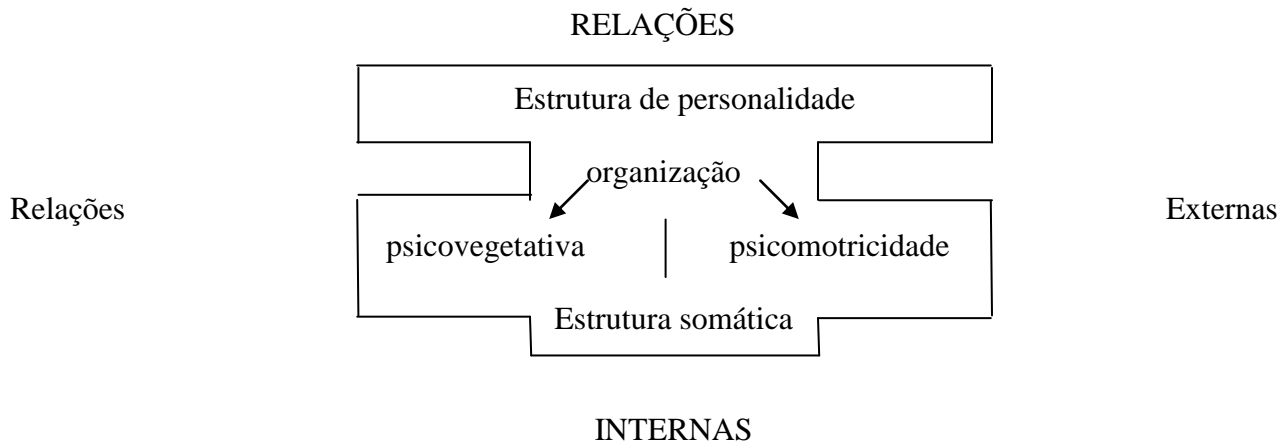 RELAÇÕES
Estrutura de personalidade
organização
Relações Externas
psicovegetativa psicomotricidade
Estrutura somática
INTERNAS